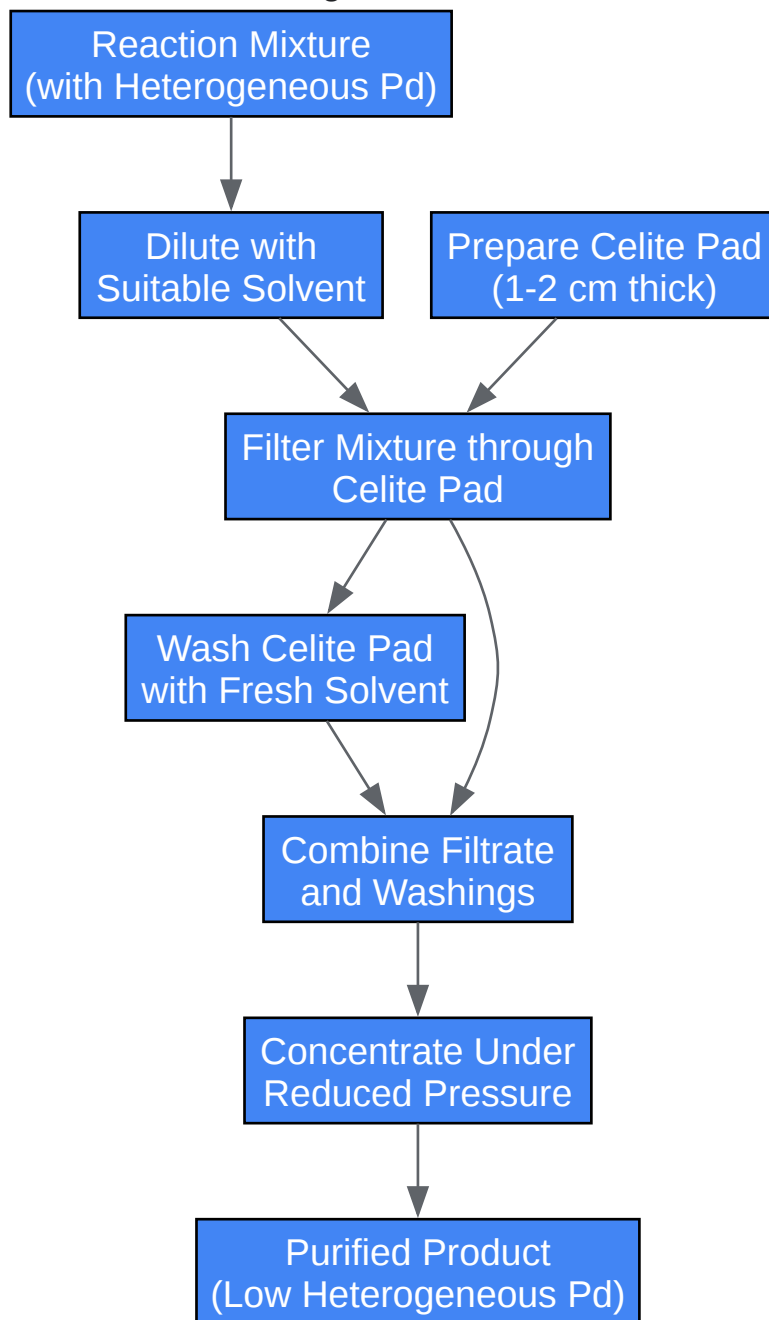 Reaction Mixture
(with Heterogeneous Pd)
Dilute with
Suitable Solvent
Prepare Celite Pad
(1-2 cm thick)
Filter Mixture through
Celite Pad
Wash Celite Pad
with Fresh Solvent
Combine Filtrate
and Washings
Concentrate Under
Reduced Pressure
Purified Product
(Low Heterogeneous Pd)